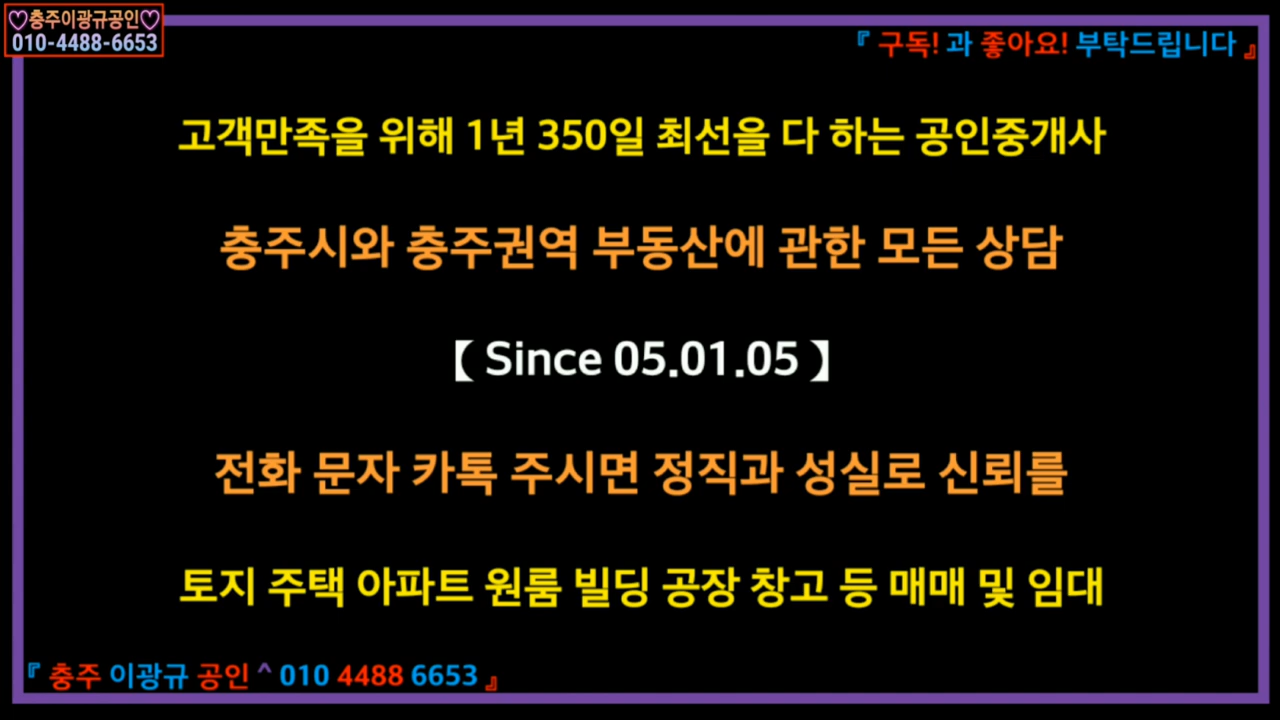 ♡충주이광규공인♡
010-4488-6653
『 구독! 과 좋아요! 부탁드립니다 』
고객만족을 위해 1년 350일 최선을 다 하는 공인중개사
충주시와 충주권역 부동산에 관한 모든 상담
【 Since 05.01.05 】
전화 문자 카톡 주시면 정직과 성실로 신뢰를
토지 주택 아파트 원룸 빌딩 공장 창고 등 매매 및 임대
『 충주 이광규 공인 ^ 010 4488 6653 』